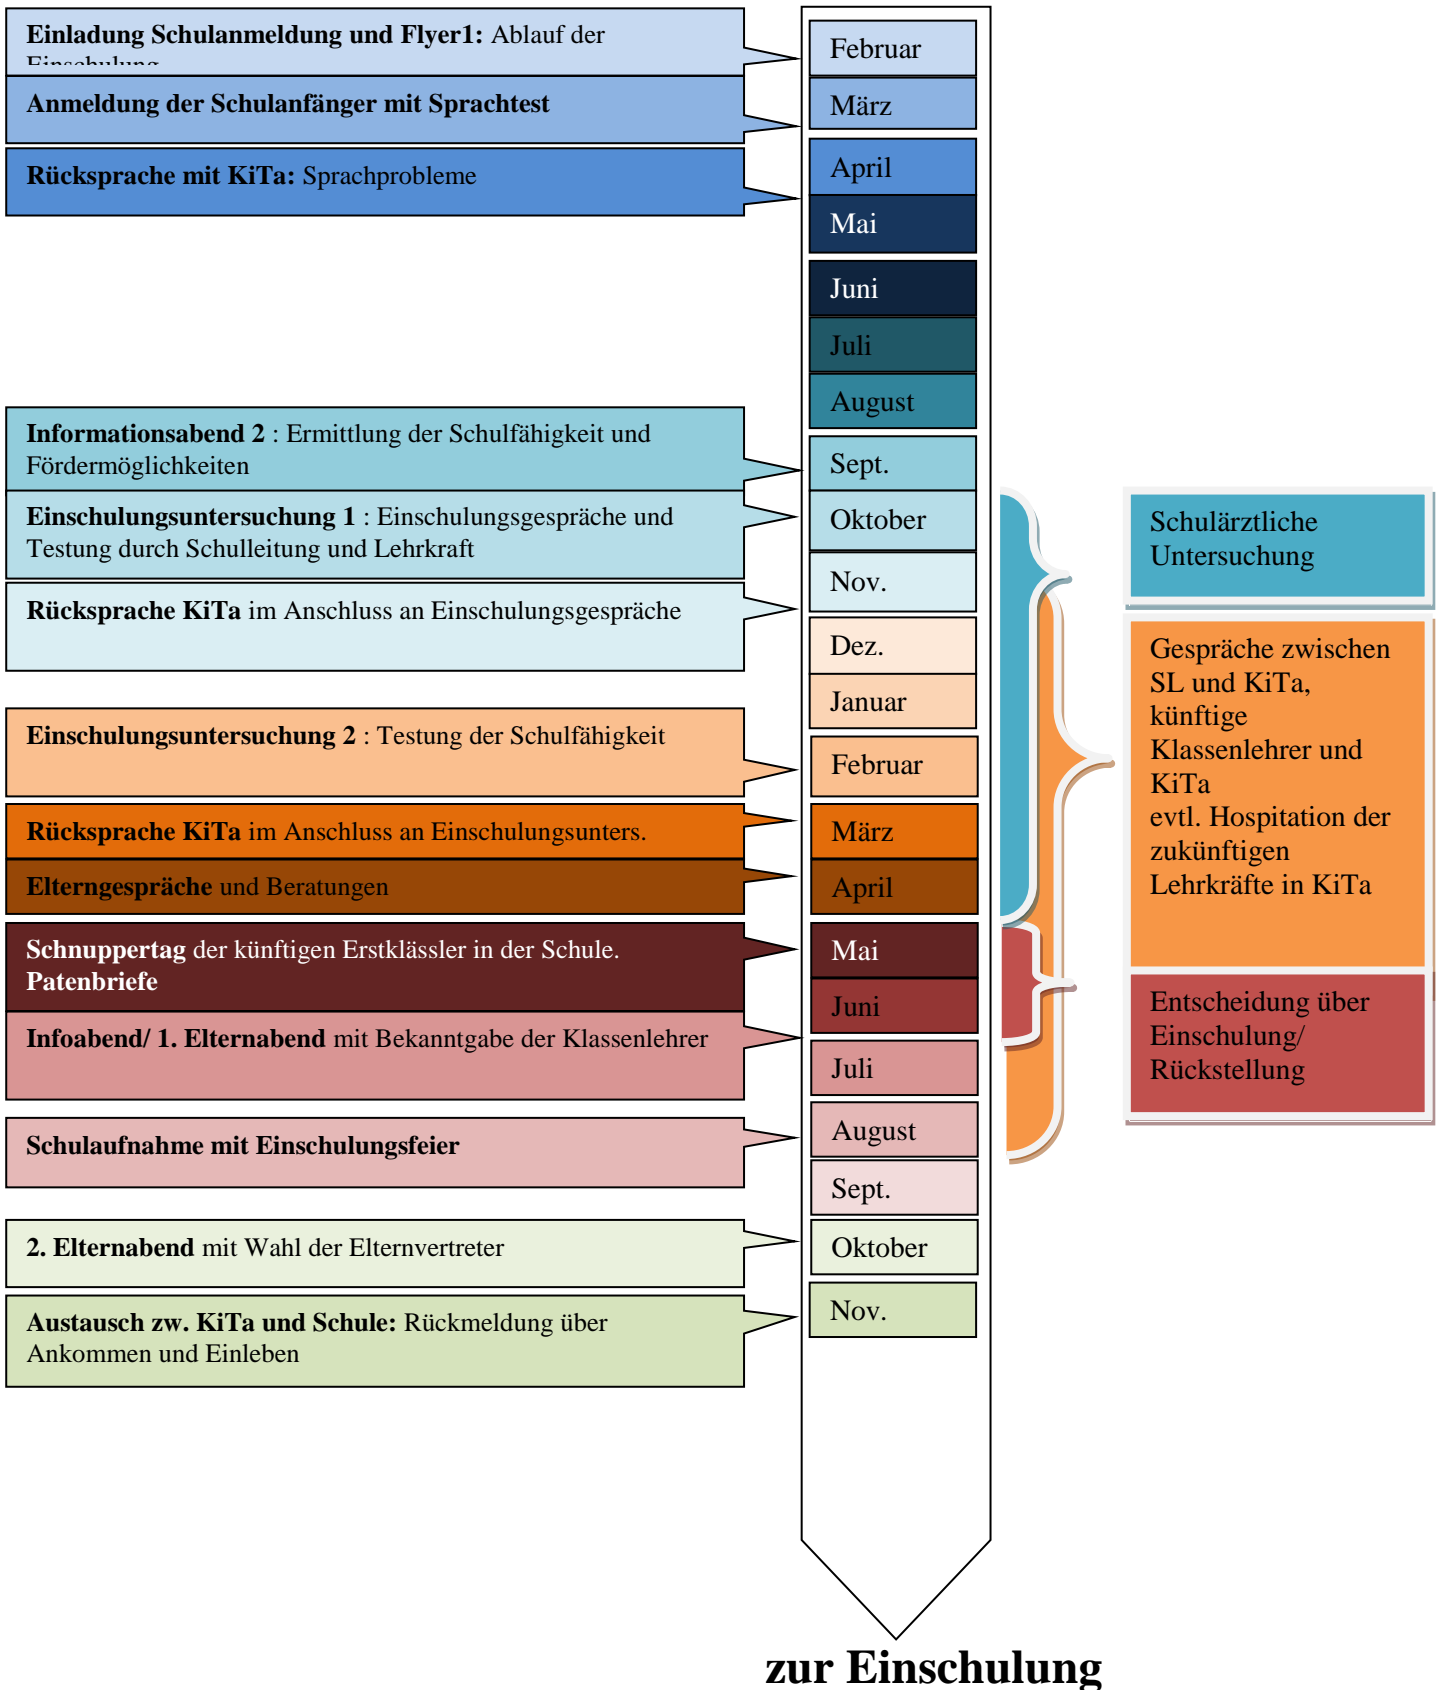 Einladung Schulanmeldung und Flyer1: Ablauf der
Einschulung
Anmeldung der Schulanfänger mit Sprachtest
Rücksprache mit KiTa: Sprachprobleme
Informationsabend 2 : Ermittlung der Schulfähigkeit und
Fördermöglichkeiten
Einschulungsuntersuchung 1 : Einschulungsgespräche und
Testung durch Schulleitung und Lehrkraft
Rücksprache KiTa im Anschluss an Einschulungsgespräche
Einschulungsuntersuchung 2 : Testung der Schulfähigkeit
Rücksprache KiTa im Anschluss an Einschulungsunters.
Elterngespräche und Beratungen
Schnuppertag der künftigen Erstklässler in der Schule.
Patenbriefe
Infoabend/ 1. Elternabend mit Bekanntgabe der Klassenlehrer
Schulaufnahme mit Einschulungsfeier
2. Elternabend mit Wahl der Elternvertreter
Austausch zw. KiTa und Schule: Rückmeldung über
Ankommen und Einleben
Februar
März
April
Mai
Juni
Juli
August
Sept.
Oktober
Nov.
Dez.
Januar
Februar
März
April
Mai
Juni
Juli
August
Sept.
Oktober
Nov.
Schulärztliche
Untersuchung
Gespräche zwischen
SL und KiTa,
künftige
Klassenlehrer und
KiTa
evtl. Hospitation der
zukünftigen
Lehrkräfte in KiTa
Entscheidung über
Einschulung/
Rückstellung
zur Einschulung